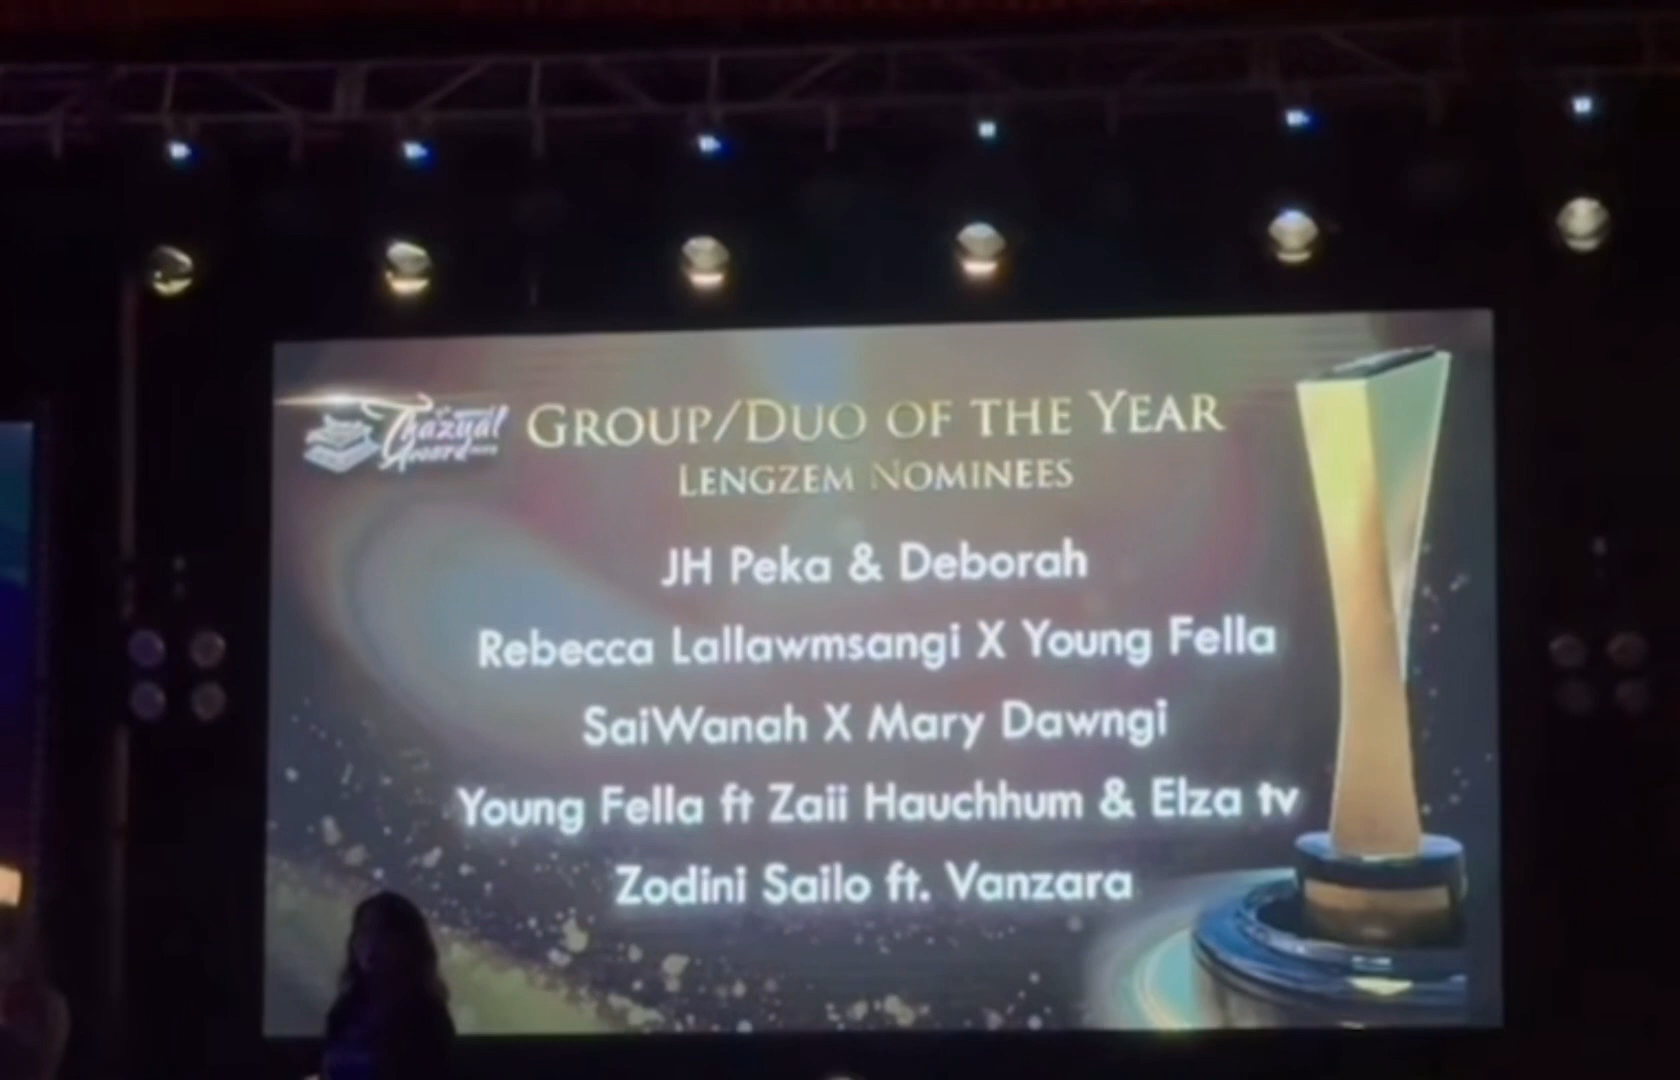 Thazual
Award
GROUP/DUO OF THE YEAR
LENGZEM NOMINEES
JH Peka & Deborah
Rebecca Lallawmsangi X Young Fella
SaiWanah X Mary Dawngi
Young Fella ft Zaii Hauchhum & Elza tv
Zodini Sailo ft. Vanzara